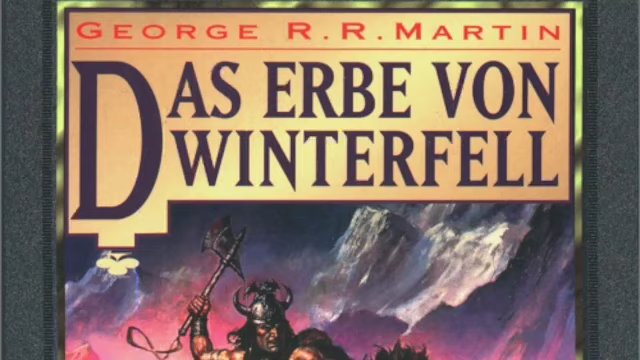 GEORGE R.R. MARTIN
DAS ERBE VON
WINTERFELL